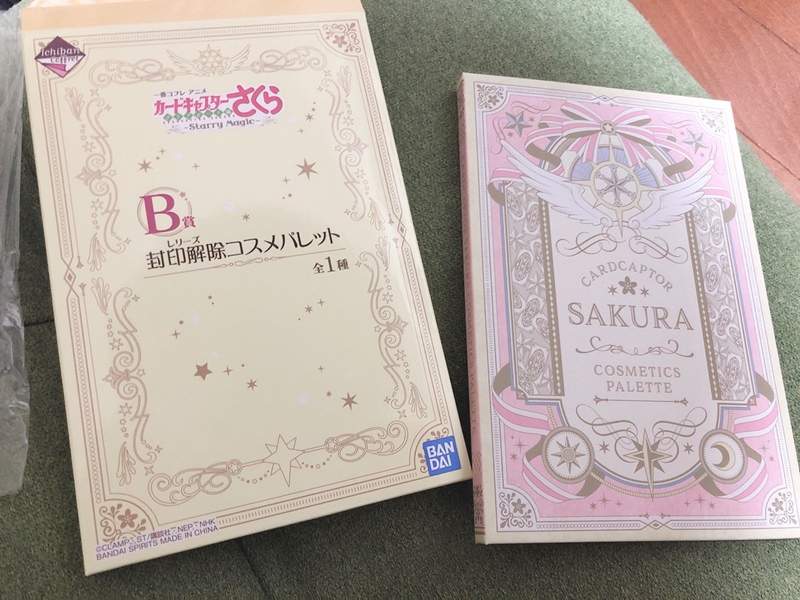 Ichiban
一番コフレ アニメ
カードキャプター さくら
~Starry Magic~
B賞
レリーズ
封印解除コスメパレット
全1種
BAN
DAI
©CLAMP・ST/講談社・NEP・NHK
BANDAI SPIRITS MADE IN CHINA
CARDCAPTOR
SAKURA
COSMETICS
PALETTE